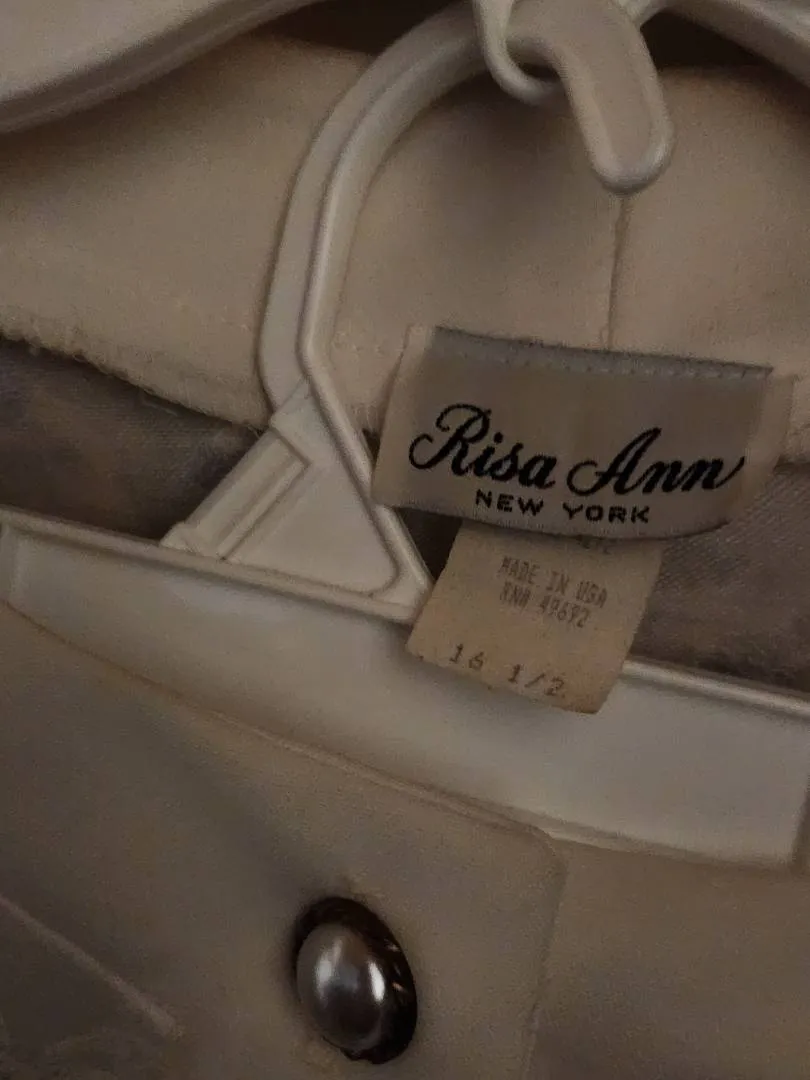 Risa Ann
NEW YORK
MADE IN USA
RN# 49692
16 1/2